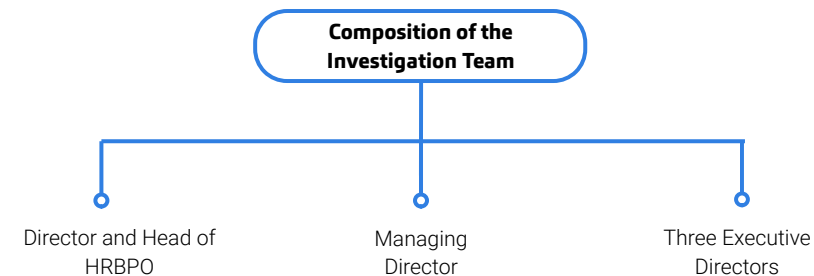 Composition of the
Investigation Team
Director and Head of
HRBPO
Managing
Director
Three Executive
Directors